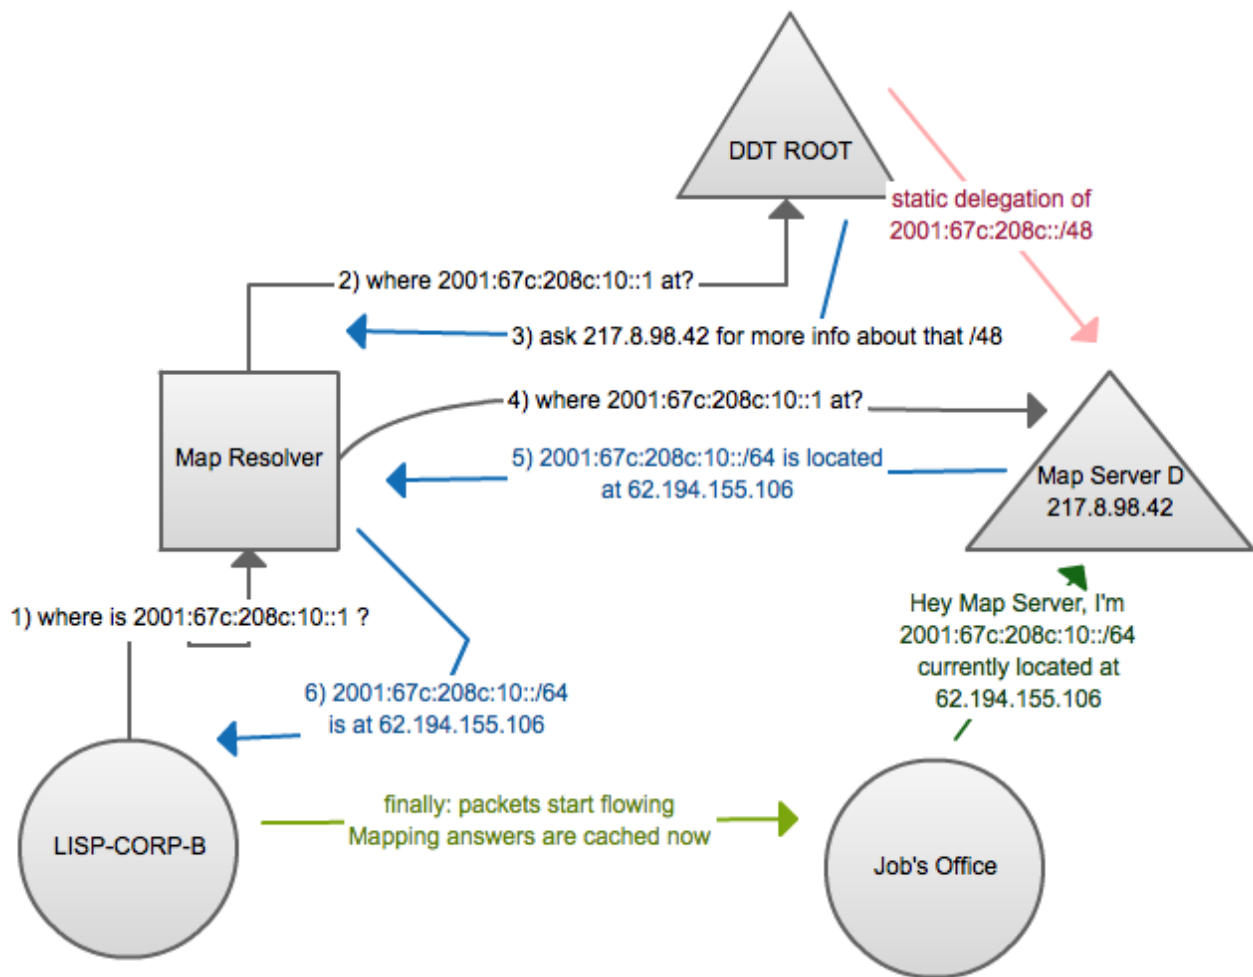 DDT ROOT
static delegation of
2001:67c:208c::/48
2) where 2001:67c:208c:10::1 at?
3) ask 217.8.98.42 for more info about that /48
4) where 2001:67c:208c:10::1 at?
Map Resolver
5) 2001:67c:208c:10::/64 is located
at 62.194.155.106
Map Server D
217.8.98.42
1) where is 2001:67c:208c:10::1 ?
Hey Map Server, I'm
2001:67c:208c:10::/64
currently located at
62.194.155.106
6) 2001:67c:208c:10::/64
is at 62.194.155.106
finally: packets start flowing
Mapping answers are cached now
LISP-CORP-B
Job's Office